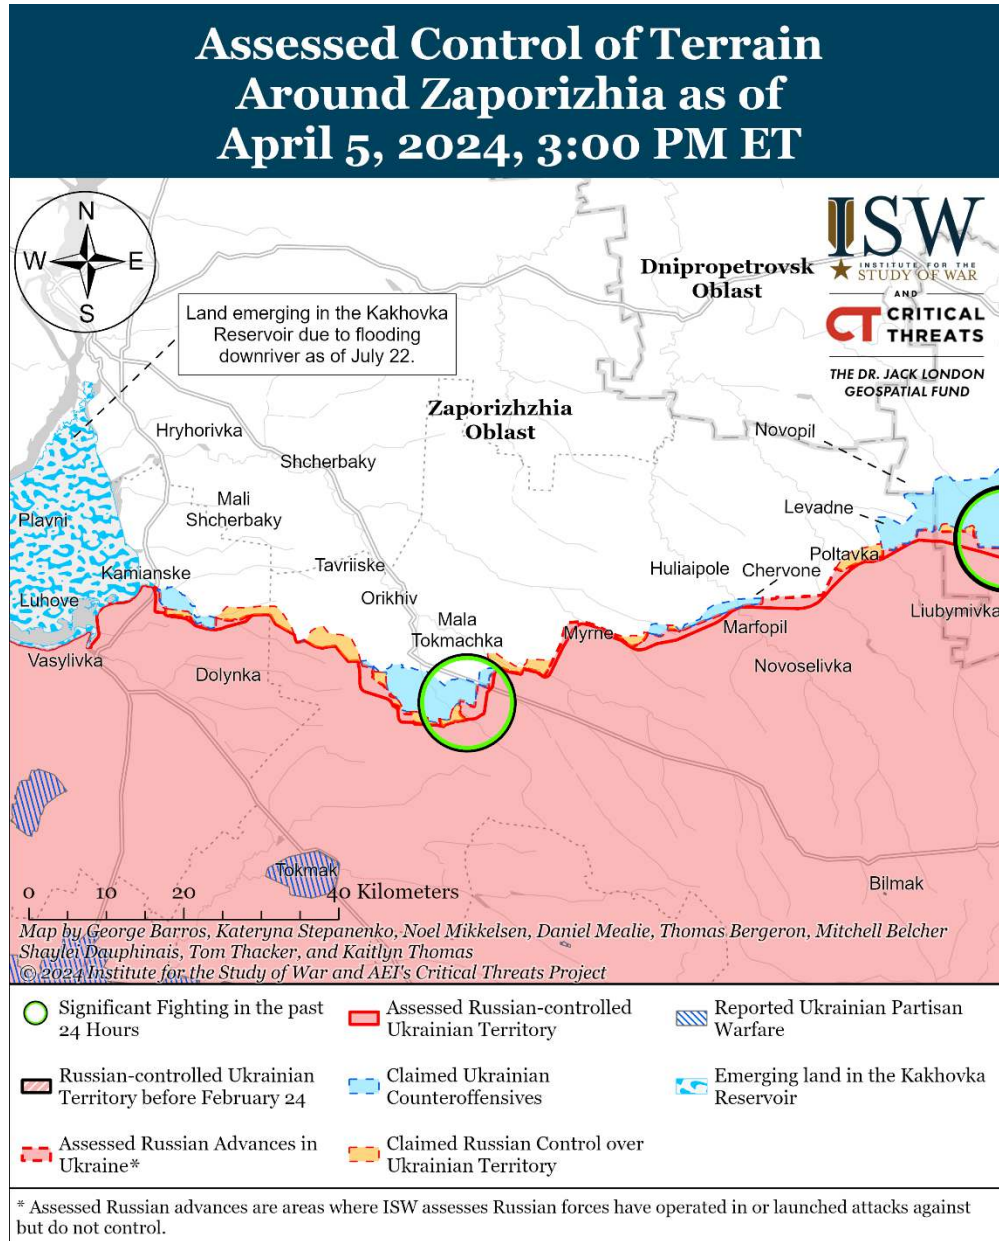 Assessed Control of Terrain
Around Zaporizhia as of
April 5, 2024, 3:00 PM ET
N
W
E
S
ISW
INSTITUTE FOR THE
STUDY OF WAR
AND
CT CRITICAL
THREATS
THE DR. JACK LONDON
GEOSPATIAL FUND
Dnipropetrovsk
Oblast
Land emerging in the Kakhovka
Reservoir due to flooding
downriver as of July 22.
Zaporizhzhia
Oblast
Hryhorivka
Shcherbaky
Novopil
Mali
Shcherbaky
Plavni
Levadne
Kamianske
Tavriiske
Poltavka
Huliaipole
Chervone
Luhove
Orikhiv
Liubymivka
Mala
Tokmachka
Myrne
Marfopil
Vasylivka
Dolynka
Novoselivka
Tokmak
Bilmak
0 10 20 40 Kilometers
Map by George Barros, Kateryna Stepanenko, Noel Mikkelsen, Daniel Mealie, Thomas Bergeron, Mitchell Belcher
Shaylei Dauphinais, Tom Thacker, and Kaitlyn Thomas
© 2024 Institute for the Study of War and AEI's Critical Threats Project
Significant Fighting in the past
24 Hours
Russian-controlled Ukrainian
Territory before February 24
Assessed Russian Advances in
Ukraine*
Assessed Russian-controlled
Ukrainian Territory
Claimed Ukrainian
Counteroffensives
Claimed Russian Control over
Ukrainian Territory
Reported Ukrainian Partisan
Warfare
Emerging land in the Kakhovka
Reservoir
* Assessed Russian advances are areas where ISW assesses Russian forces have operated in or launched attacks against
but do not control.